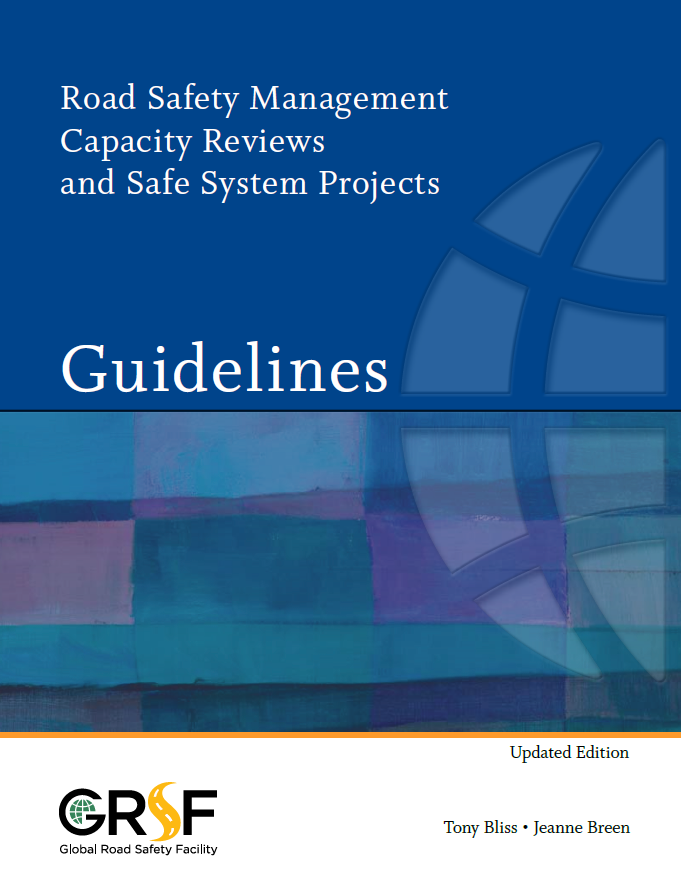 Road Safety Management
Capacity Reviews
and Safe System Projects
Guidelines
Updated Edition
GRSF
Global Road Safety Facility
Tony Bliss • Jeanne Breen